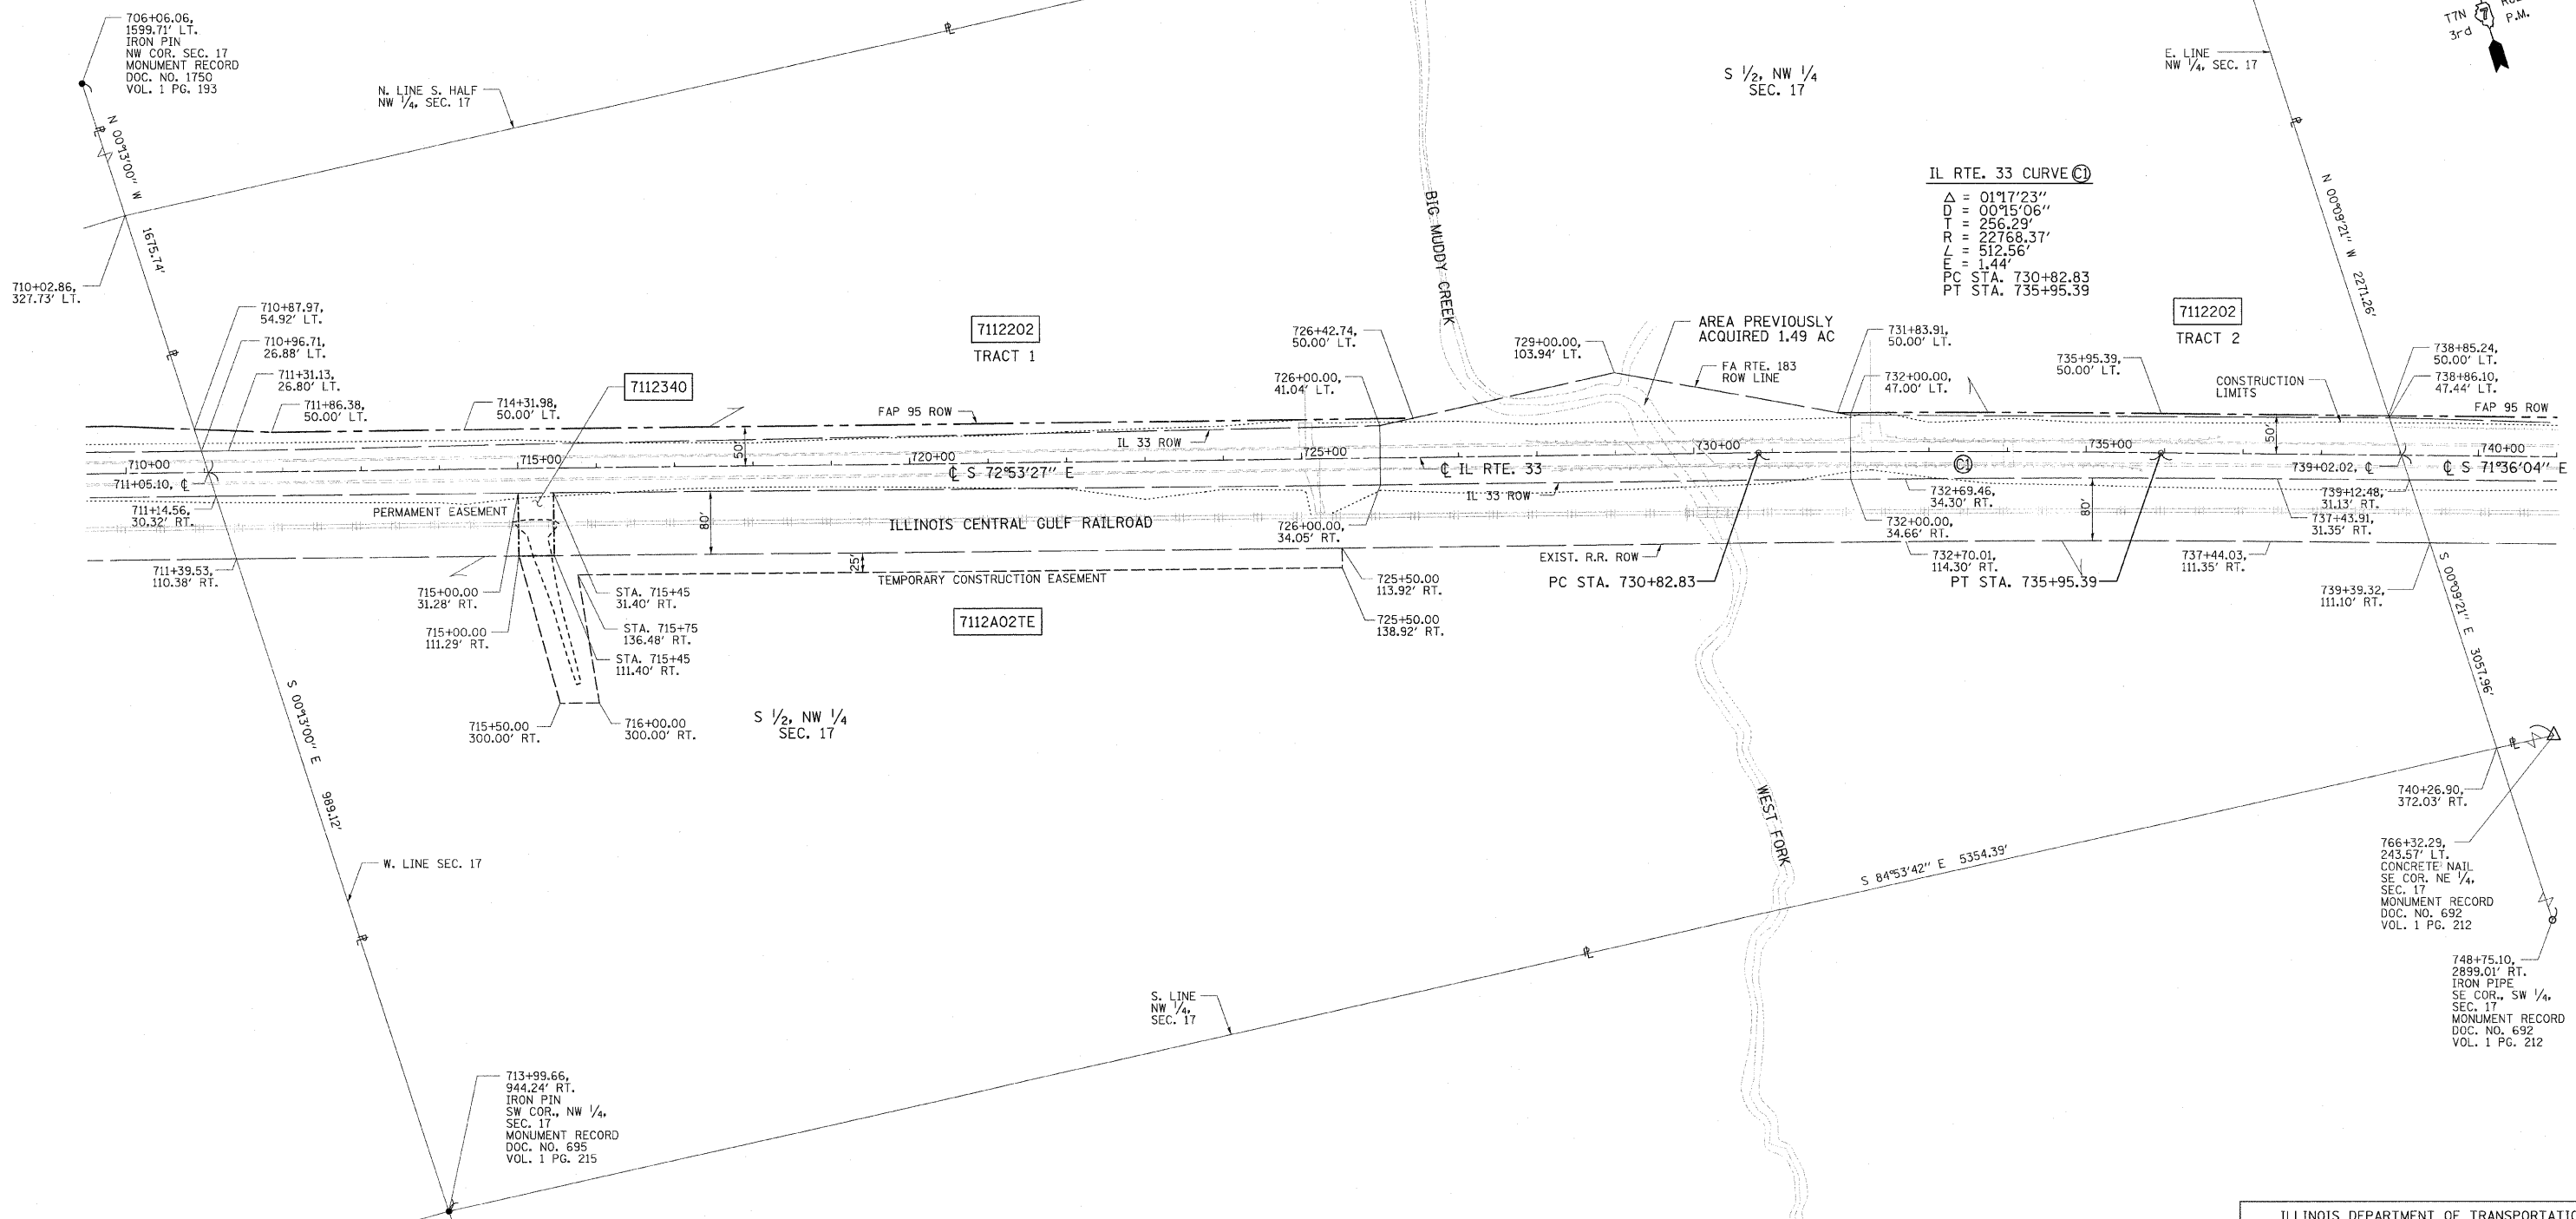 706+06.06,
1599.71' LT.
IRON PIN
NW COR. SEC. 17
MONUMENT RECORD
DOC. NO. 1750
VOL. 1 PG. 193
N. LINE S. HALF
NW 1/4, SEC. 17
N 00°13'00" W
1675.74'
710+02.86,
327.73' LT.
710+87.97,
54.92' LT.
710+96.71,
26.88' LT.
711+31.13,
26.80' LT.
711+86.38,
50.00' LT.
714+31.98,
50.00' LT.
7112340
7112202
TRACT 1
FAP 95 ROW
IL 33 ROW
50'
S 1/2, NW 1/4
SEC. 17
E. LINE
NW 1/4, SEC. 17
T7N
3rd
7
P.M.
BIG MUDDY CREEK
IL RTE. 33 CURVE C1
Δ = 01°17'23"
D = 00°15'06"
T = 256.29'
R = 22768.37'
L = 512.56'
E = 1.44'
PC STA. 730+82.83
PT STA. 735+95.39
N 00°09'21" W 2271.26'
726+42.74,
50.00' LT.
726+00.00,
41.04' LT.
729+00.00,
103.94' LT.
AREA PREVIOUSLY
ACQUIRED 1.49 AC
FA RTE. 183
ROW LINE
731+83.91,
50.00' LT.
732+00.00,
47.00' LT.
735+95.39,
50.00' LT.
7112202
TRACT 2
CONSTRUCTION
LIMITS
738+85.24,
50.00' LT.
738+86.10,
47.44' LT.
FAP 95 ROW
50'
710+00
715+00
720+00
725+00
730+00
735+00
740+00
711+05.10, ℄
℄ S 72°53'27" E
℄ IL RTE. 33
C1
739+02.02, ℄
℄ S 71°36'04" E
711+14.56,
30.32' RT.
PERMAMENT EASEMENT
80'
ILLINOIS CENTRAL GULF RAILROAD
IL 33 ROW
726+00.00,
34.05' RT.
732+69.46,
34.30' RT.
732+00.00,
34.66' RT.
80'
739+12.48,
31.13' RT.
737+43.91,
31.35' RT.
711+39.53,
110.38' RT.
25'
TEMPORARY CONSTRUCTION EASEMENT
EXIST. R.R. ROW
732+70.01,
114.30' RT.
737+44.03,
111.35' RT.
PC STA. 730+82.83
PT STA. 735+95.39
739+39.32,
111.10' RT.
715+00.00
31.28' RT.
715+00.00
111.29' RT.
STA. 715+45
31.40' RT.
STA. 715+75
136.48' RT.
STA. 715+45
111.40' RT.
725+50.00
113.92' RT.
725+50.00
138.92' RT.
7112A02TE
715+50.00
300.00' RT.
716+00.00
300.00' RT.
S 1/2, NW 1/4
SEC. 17
S 00°13'00" E 989.12'
S 00°09'21" E 3057.96'
W. LINE SEC. 17
WEST FORK
S 84°53'42" E 5354.39'
740+26.90,
372.03' RT.
766+32.29,
243.57' LT.
CONCRETE NAIL
SE COR. NE 1/4,
SEC. 17
MONUMENT RECORD
DOC. NO. 692
VOL. 1 PG. 212
748+75.10,
2899.01' RT.
IRON PIPE
SE COR., SW 1/4,
SEC. 17
MONUMENT RECORD
DOC. NO. 692
VOL. 1 PG. 212
S. LINE
NW 1/4,
SEC. 17
713+99.66,
944.24' RT.
IRON PIN
SW COR., NW 1/4,
SEC. 17
MONUMENT RECORD
DOC. NO. 695
VOL. 1 PG. 215
ILLINOIS DEPARTMENT OF